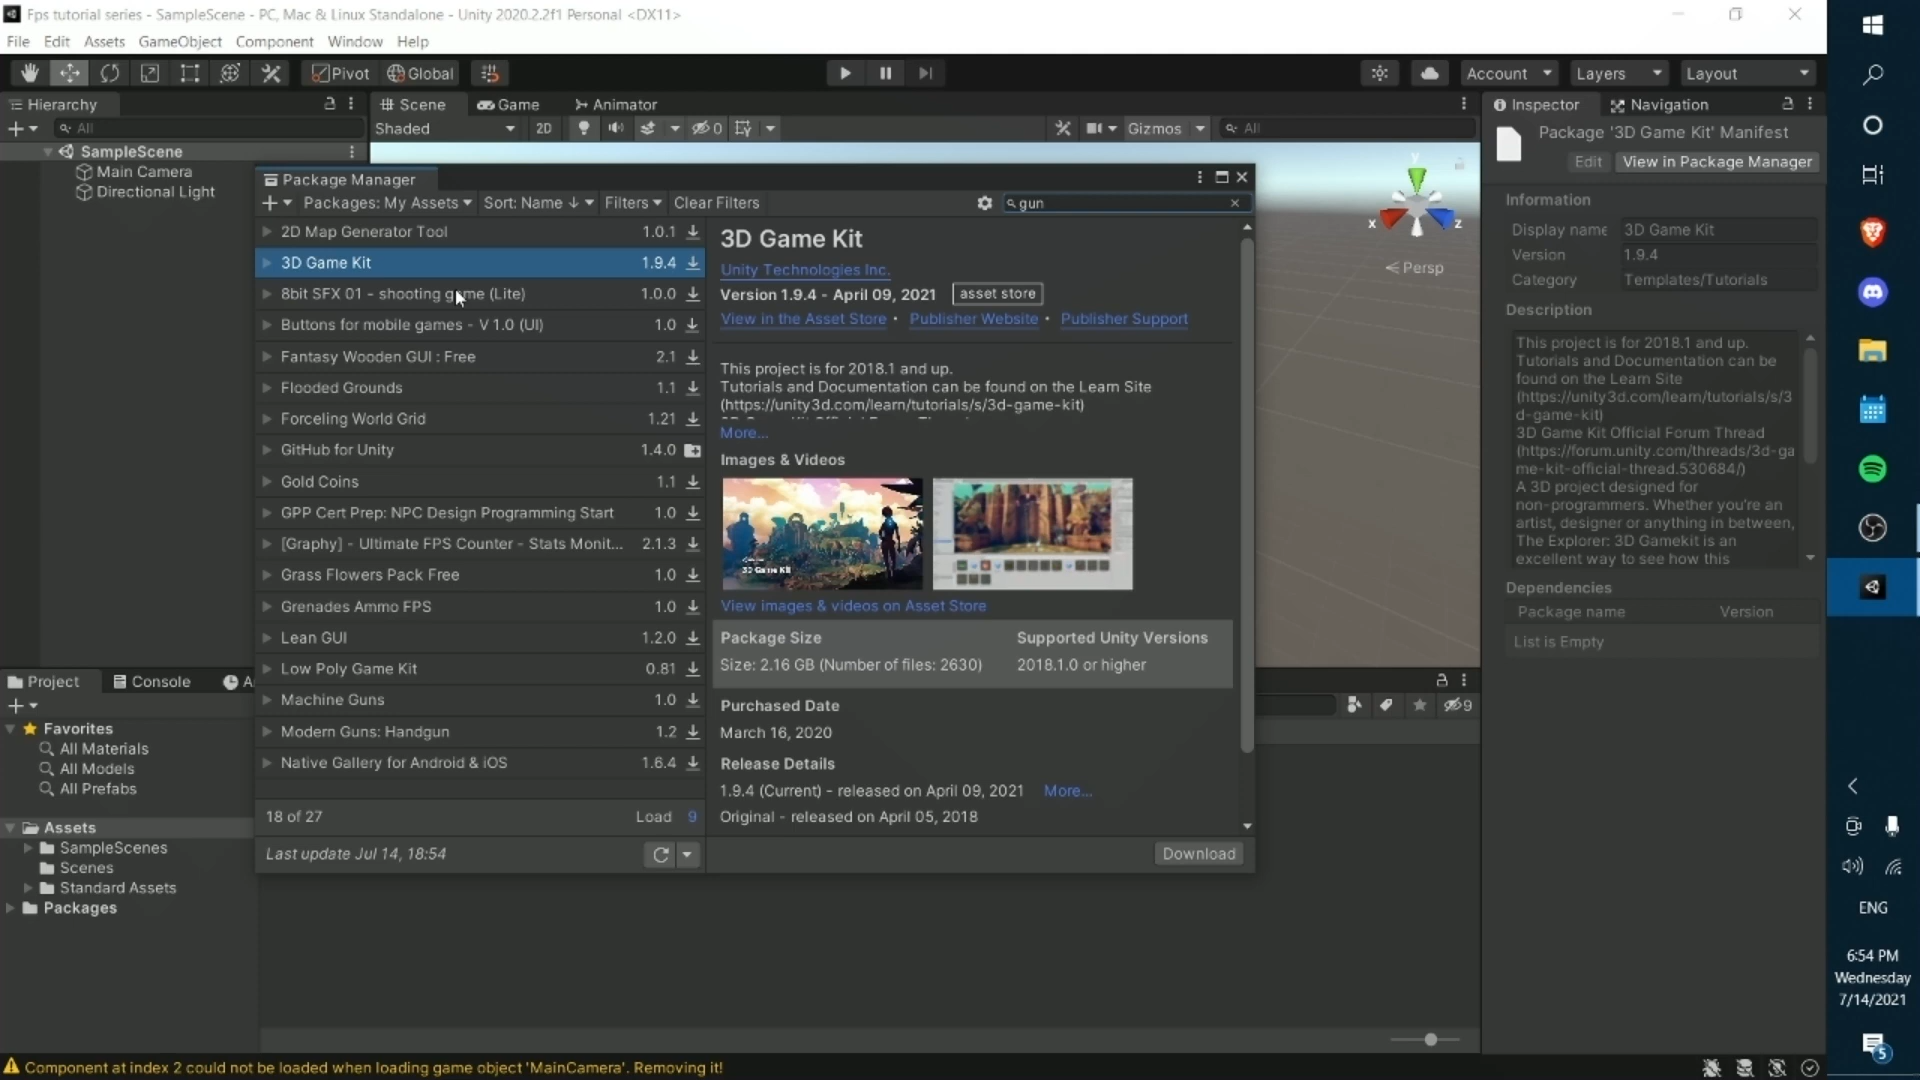 Fps tutorial series - SampleScene - PC, Mac & Linux Standalone - Unity 2020.2.2f1 Personal <DX11>
File Edit Assets GameObject Component Window Help
Pivot Global Account Layers Layout
Hierarchy
All
SampleScene
Main Camera
Directional Light
Scene Game Animator
Shaded 2D 0 Gizmos All
y
x z
Persp
Package Manager
Packages: My Assets Sort: Name ↓ Filters Clear Filters gun
2D Map Generator Tool 1.0.1
3D Game Kit 1.9.4
8bit SFX 01 - shooting game (Lite) 1.0.0
Buttons for mobile games - V 1.0 (UI) 1.0
Fantasy Wooden GUI : Free 2.1
Flooded Grounds 1.1
Forceling World Grid 1.21
GitHub for Unity 1.4.0
Gold Coins 1.1
GPP Cert Prep: NPC Design Programming Start 1.0
[Graphy] - Ultimate FPS Counter - Stats Monit... 2.1.3
Grass Flowers Pack Free 1.0
Grenades Ammo FPS 1.0
Lean GUI 1.2.0
Low Poly Game Kit 0.81
Machine Guns 1.0
Modern Guns: Handgun 1.2
Native Gallery for Android & iOS 1.6.4
18 of 27 Load 9
Last update Jul 14, 18:54
3D Game Kit
Unity Technologies Inc.
Version 1.9.4 - April 09, 2021 asset store
View in the Asset Store • Publisher Website • Publisher Support
This project is for 2018.1 and up.
Tutorials and Documentation can be found on the Learn Site
(https://unity3d.com/learn/tutorials/s/3d-game-kit)
More...
Images & Videos
3D Game Kit
View images & videos on Asset Store
Package Size Supported Unity Versions
Size: 2.16 GB (Number of files: 2630) 2018.1.0 or higher
Purchased Date
March 16, 2020
Release Details
1.9.4 (Current) - released on April 09, 2021 More...
Original - released on April 05, 2018
Download
Inspector Navigation
Package '3D Game Kit' Manifest
Edit View in Package Manager
Information
Display name 3D Game Kit
Version 1.9.4
Category Templates/Tutorials
Description
This project is for 2018.1 and up.
Tutorials and Documentation can be
found on the Learn Site
(https://unity3d.com/learn/tutorials/s/3
d-game-kit)
3D Game Kit Official Forum Thread
(https://forum.unity.com/threads/3d-ga
me-kit-official-thread.530684/)
A 3D project designed for
non-programmers. Whether you're an
artist, designer or anything in between,
The Explorer: 3D Gamekit is an
excellent way to see how this
Dependencies
Package name Version
List is Empty
Project Console A
9
Favorites
All Materials
All Models
All Prefabs
Assets
SampleScenes
Scenes
Standard Assets
Packages
Component at index 2 could not be loaded when loading game object 'MainCamera'. Removing it!
ENG
6:54 PM
Wednesday
7/14/2021
5